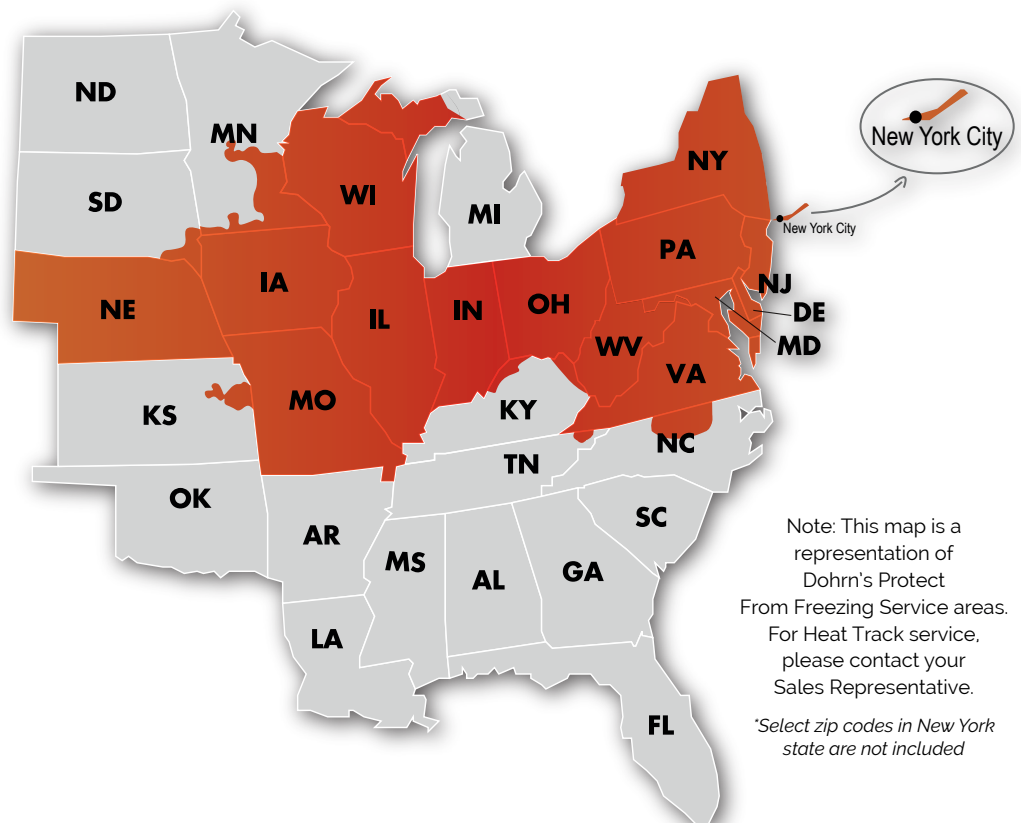 ND
MN
New York City
SD
WI
MI
NY
New York City
PA
NE
IA
IL
IN
OH
NJ
DE
MD
WV
VA
KS
MO
KY
NC
TN
OK
AR
SC
MS
AL
GA
LA
FL
Note: This map is a
representation of
Dohrn's Protect
From Freezing Service areas.
For Heat Track service,
please contact your
Sales Representative.
*Select zip codes in New York
state are not included